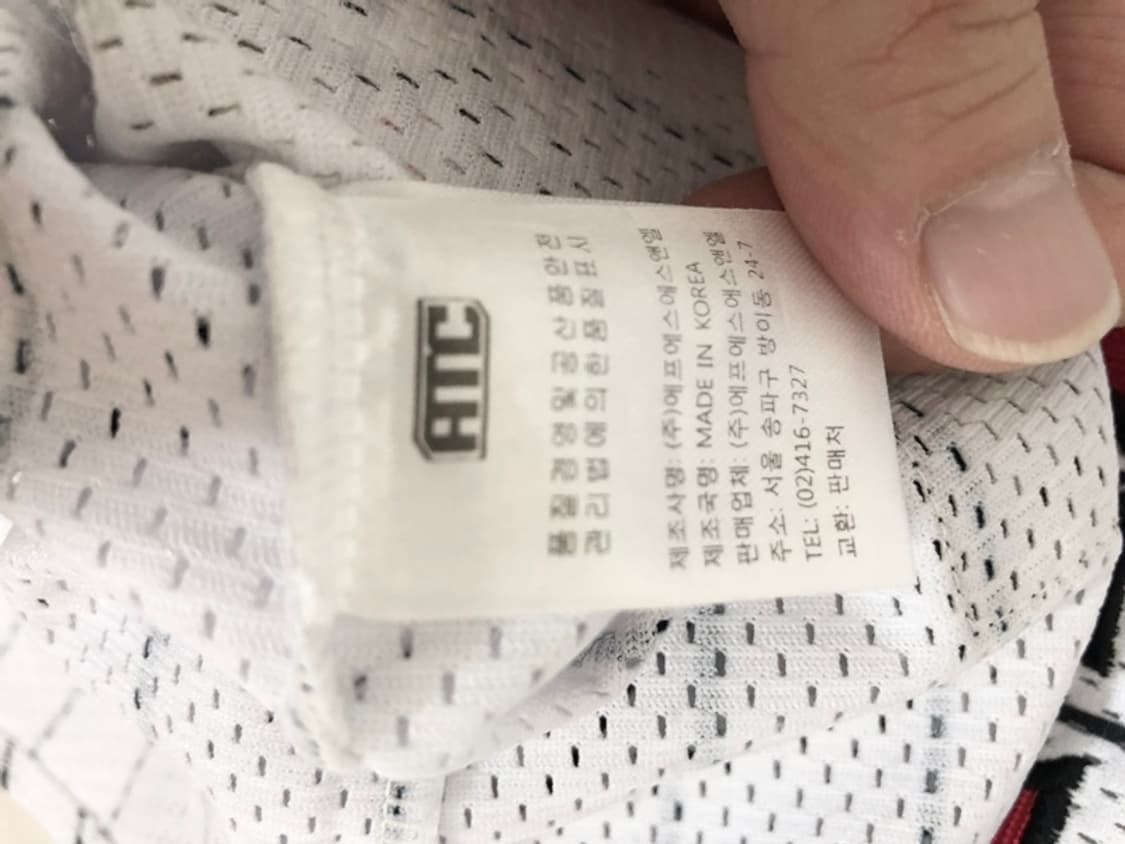 ATC
품질경영및공산품안전
관리법에의한품질표시
제조사명: (주)에프에스에스앤엘
제조국명: MADE IN KOREA
판매업체: (주)에프에스에스앤엘
주소: 서울 송파구 방이동 24-7
TEL: (02)416-7327
교환: 판매처